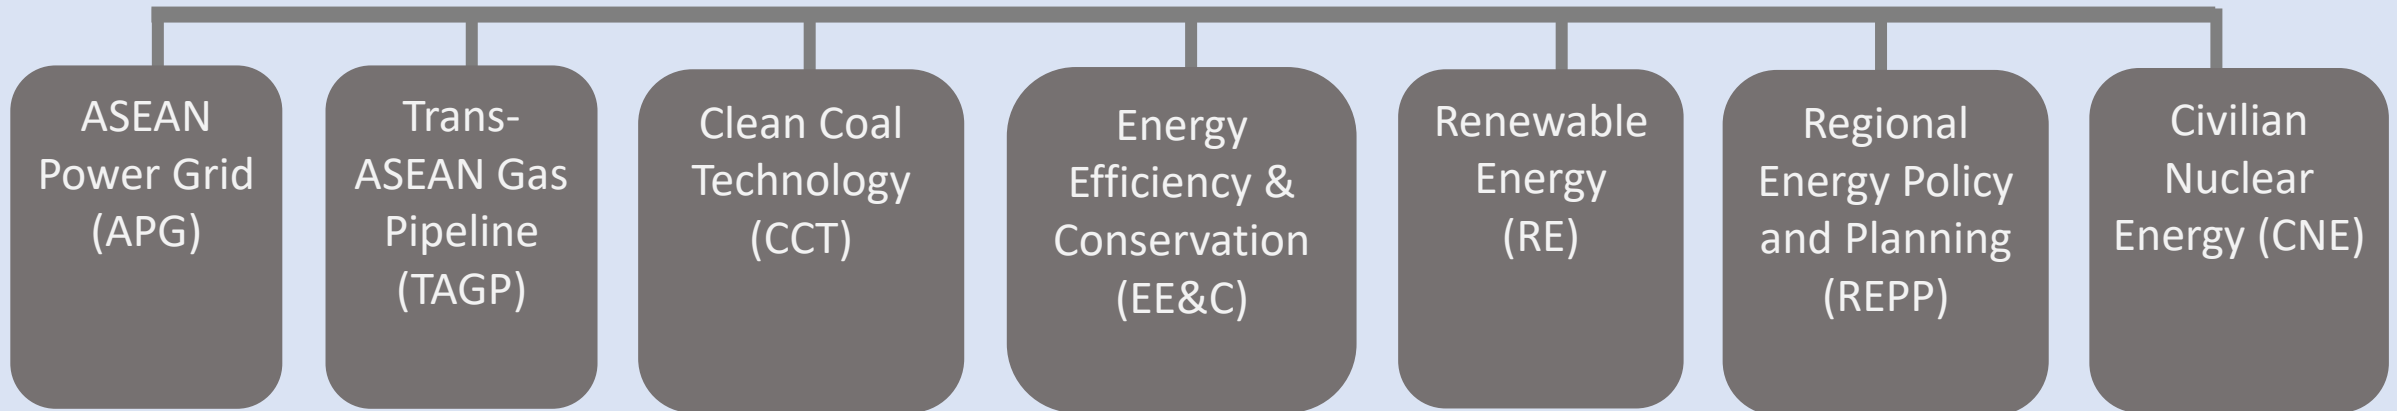 ASEAN
Power Grid
(APG)
Trans-
ASEAN Gas
Pipeline
(TAGP)
Clean Coal
Technology
(CCT)
Energy
Efficiency &
Conservation
(EE&C)
Renewable
Energy
(RE)
Regional
Energy Policy
and Planning
(REPP)
Civilian
Nuclear
Energy (CNE)